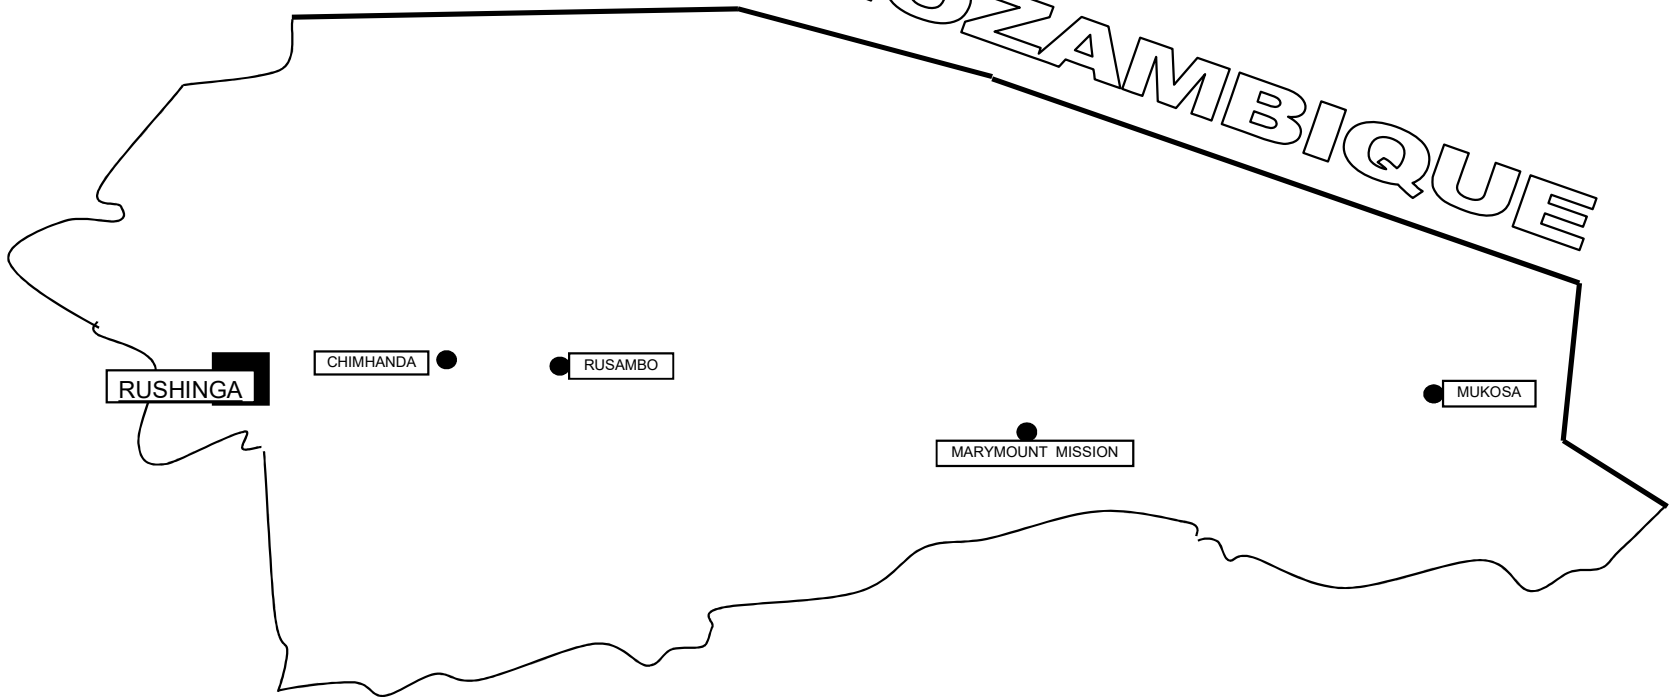 OZAMBIQUE
CHIMHANDA
RUSAMBO
RUSHINGA
MUKOSA
MARYMOUNT MISSION